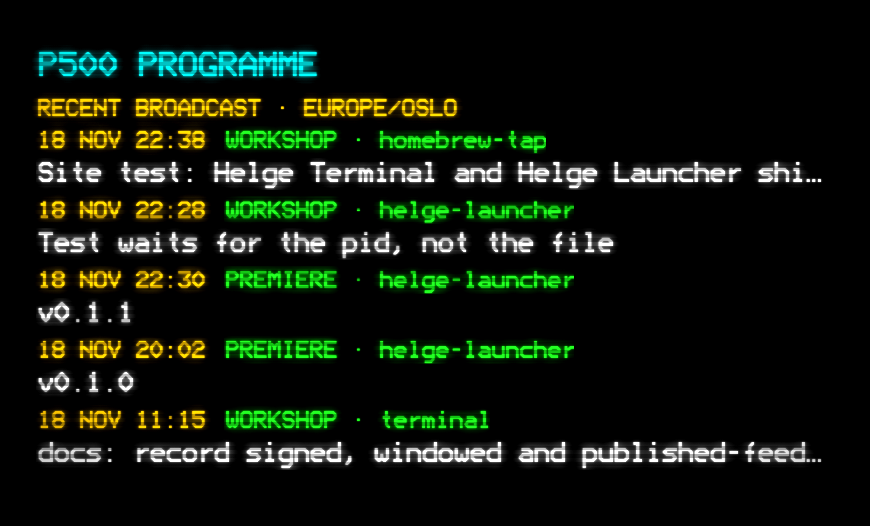 P500 PROGRAMME
RECENT BROADCAST · EUROPE/OSLO
18 NOV 22:38 WORKSHOP · homebrew-tap
Site test: Helge Terminal and Helge Launcher shi…
18 NOV 22:28 WORKSHOP · helge-launcher
Test waits for the pid, not the file
18 NOV 22:30 PREMIERE · helge-launcher
v0.1.1
18 NOV 20:02 PREMIERE · helge-launcher
v0.1.0
18 NOV 11:15 WORKSHOP · terminal
docs: record signed, windowed and published-feed…